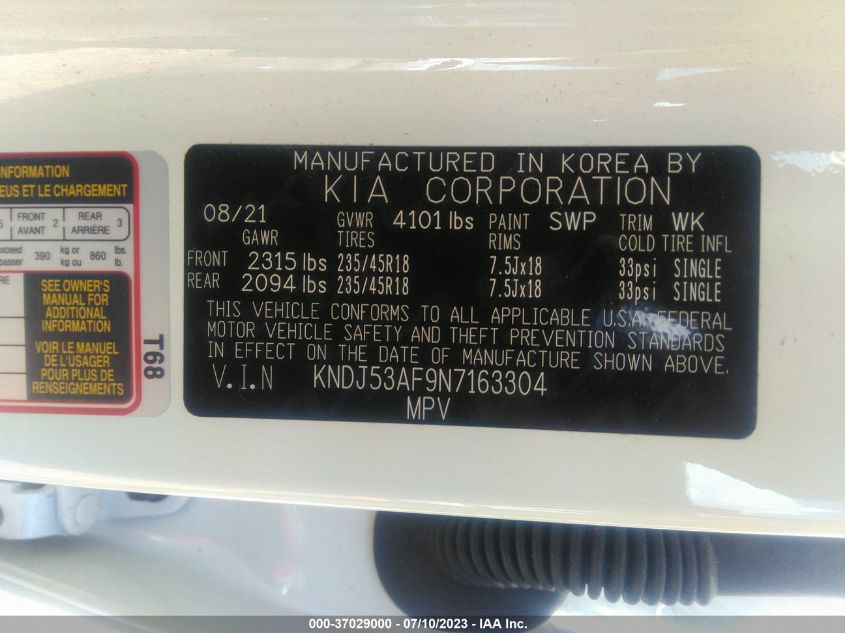 INFORMATION
EUS ET LE CHARGEMENT
5 FRONT AVANT 2 REAR ARRIÈRE 3
exceed passer 390 kg or kg ou 860 lbs. lb.
RE
SEE OWNER'S
MANUAL FOR
ADDITIONAL
INFORMATION
VOIR LE MANUEL
DE L'USAGER
POUR PLUS DE
RENSEIGNEMENTS
T68
MANUFACTURED IN KOREA BY
KIA CORPORATION
08/21 GVWR 4101 lbs PAINT SWP TRIM WK
GAWR TIRES RIMS COLD TIRE INFL
FRONT 2315 lbs 235/45R18 7.5Jx18 33psi SINGLE
REAR 2094 lbs 235/45R18 7.5Jx18 33psi SINGLE
THIS VEHICLE CONFORMS TO ALL APPLICABLE U.S.A. FEDERAL
MOTOR VEHICLE SAFETY AND THEFT PREVENTION STANDARDS
IN EFFECT ON THE DATE OF MANUFACTURE SHOWN ABOVE.
V.I.N KNDJ53AF9N7163304
MPV
000-37029000 - 07/10/2023 - IAA Inc.